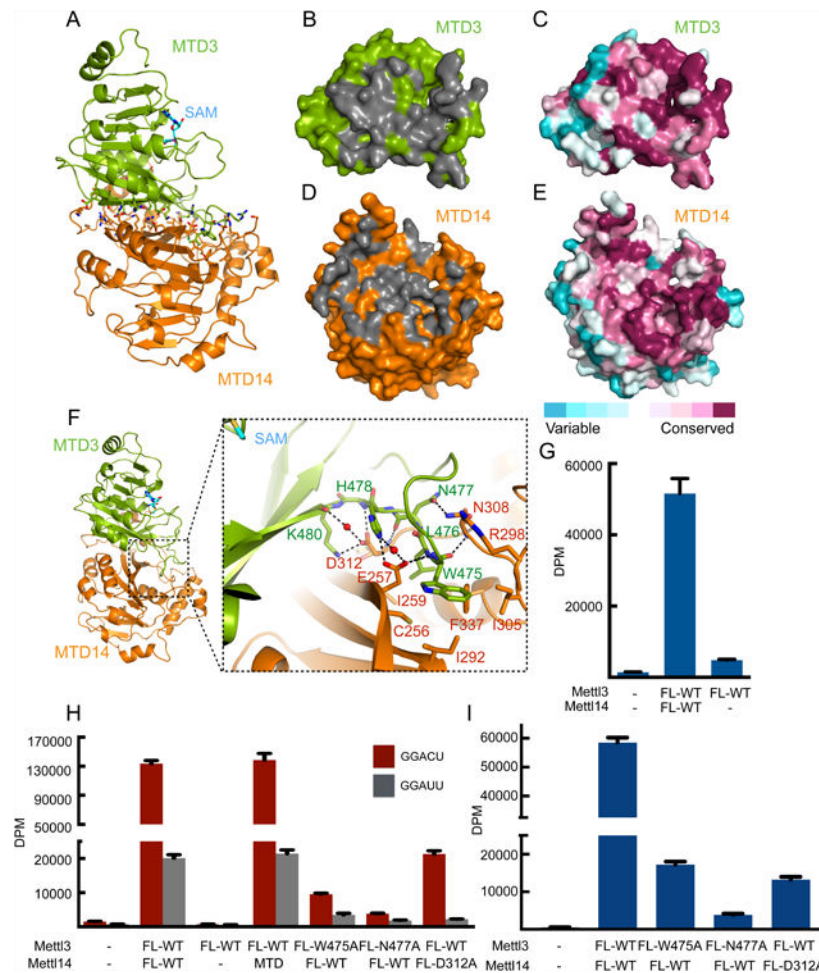 A
MTD3
SAM
MTD14
B
MTD3
C
MTD3
D
MTD14
E
MTD14
Variable
Conserved
F
MTD3
SAM
MTD14
SAM
H478
N477
N308
K480
L476
R298
D312
W475
E257
I259
F337
I305
C256
I292
G
60000
40000
20000
DPM
Mettl3 - FL-WT FL-WT
Mettl14 - FL-WT -
H
170000
130000
90000
50000
20000
10000
DPM
GGACU
GGAUU
Mettl3 - FL-WT FL-WT FL-WT FL-W475A FL-N477A FL-WT
Mettl14 - FL-WT - MTD FL-WT FL-WT FL-D312A
I
60000
50000
40000
20000
10000
DPM
Mettl3 - FL-WT FL-W475A FL-N477A FL-WT
Mettl14 - FL-WT FL-WT FL-WT FL-D312A